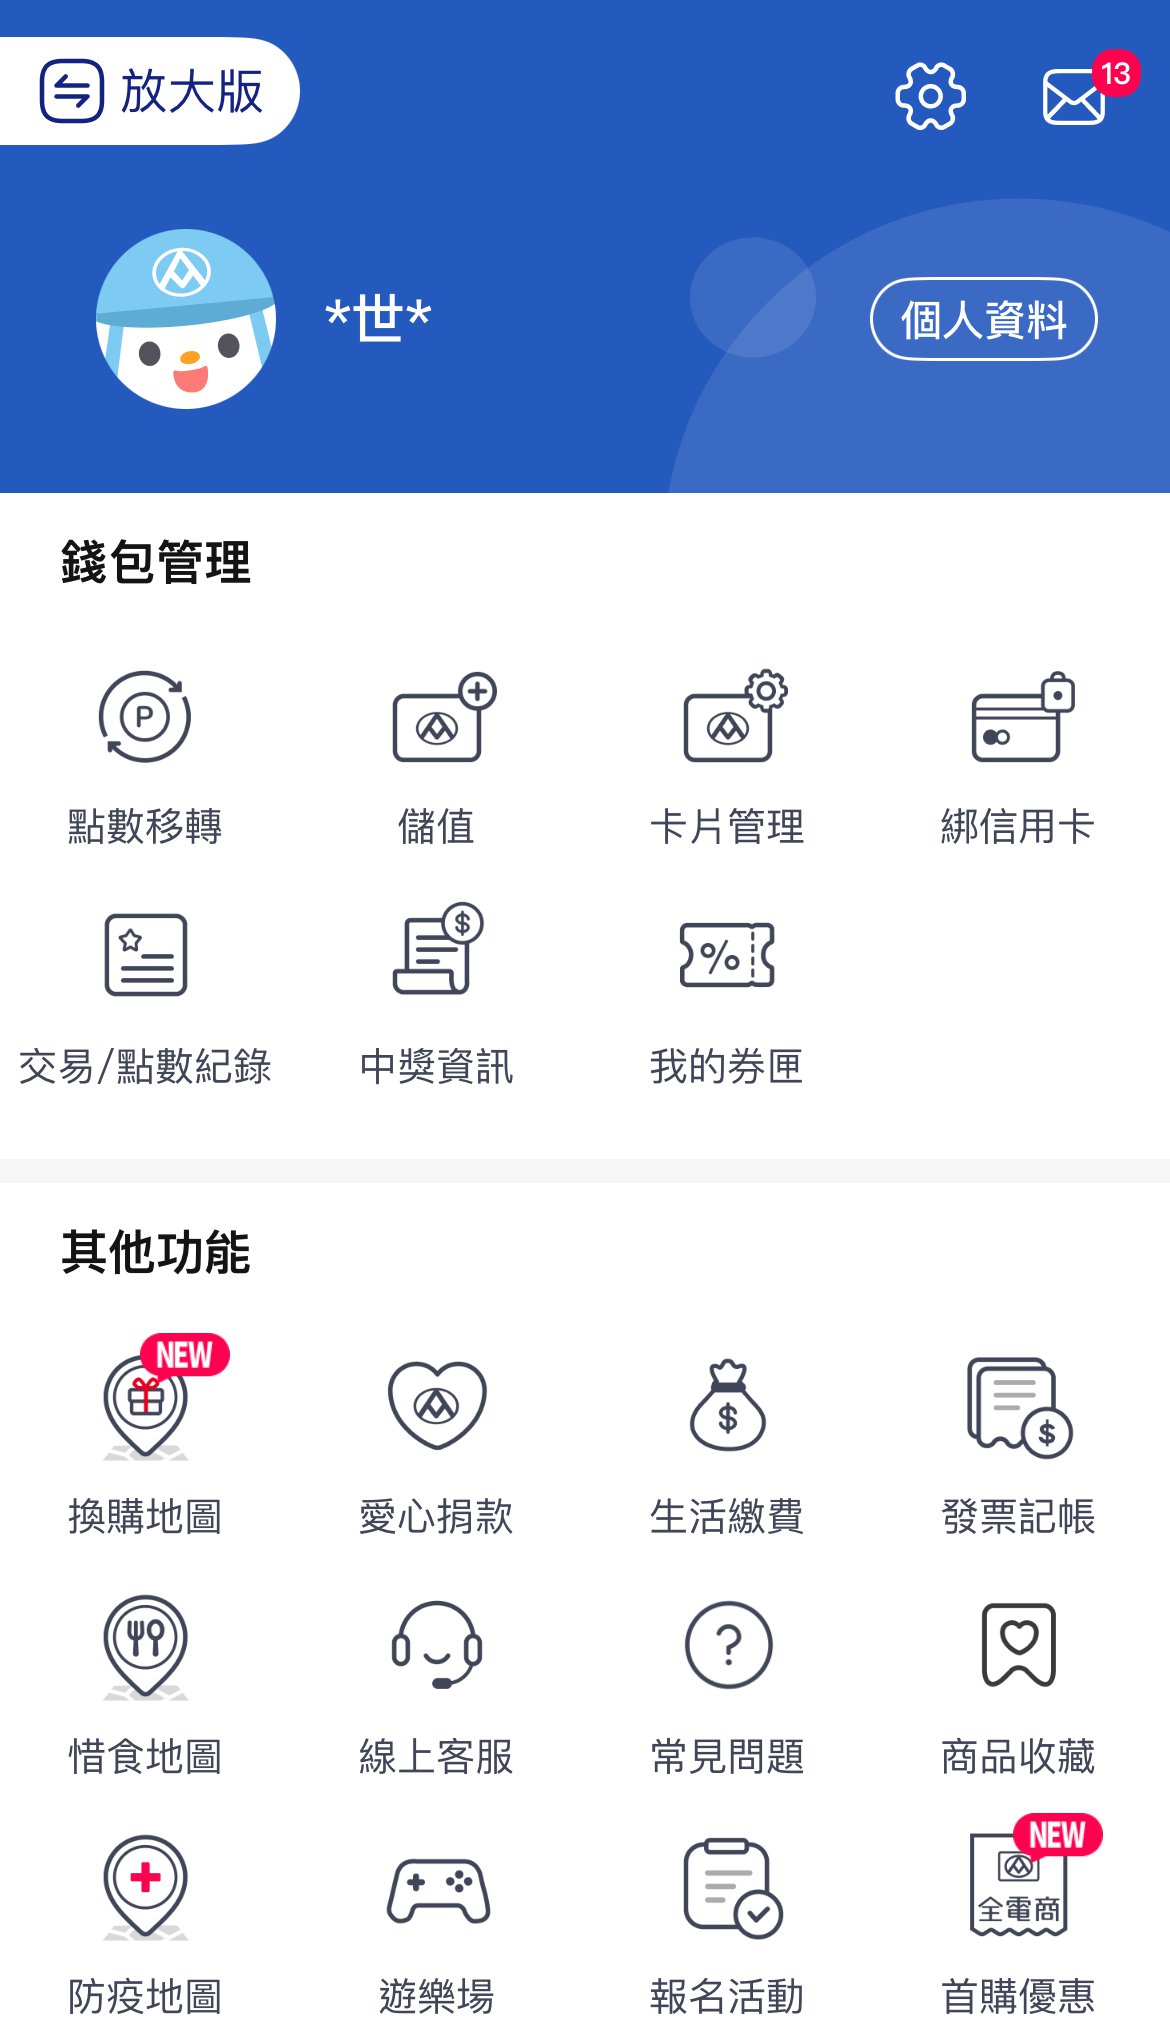 放大版
13
*世*
個人資料
錢包管理
P
點數移轉
儲值
卡片管理
綁信用卡
$
%
交易/點數紀錄
中獎資訊
我的券匣
其他功能
NEW
$
$
換購地圖
愛心捐款
生活繳費
發票記帳
?
惜食地圖
線上客服
常見問題
商品收藏
NEW
全電商
防疫地圖
遊樂場
報名活動
首購優惠